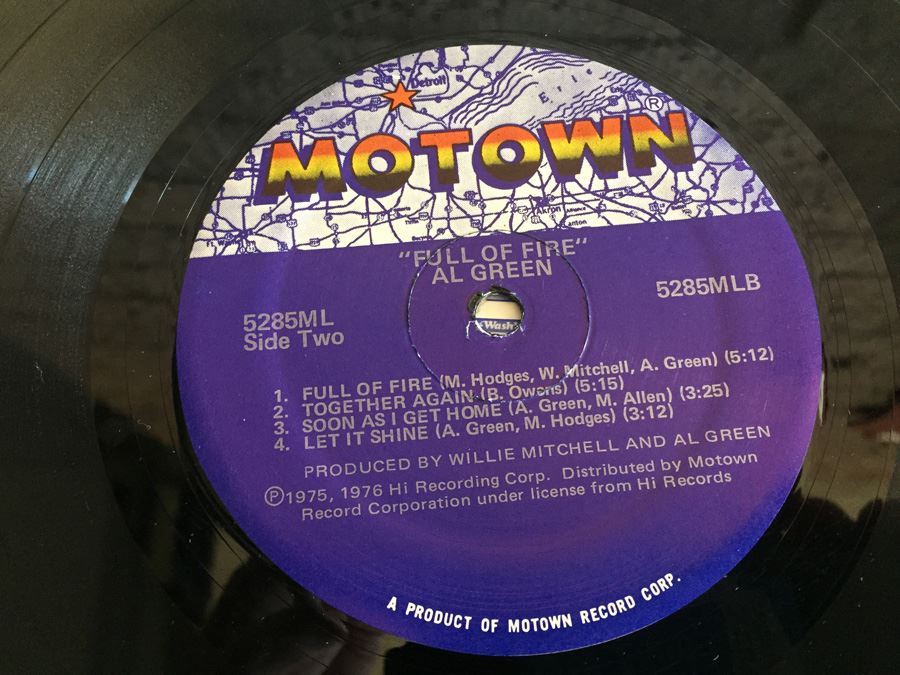 Detroit
ERIE
MOTOWN®
Akron
"FULL OF FIRE"
AL GREEN
5285ML
Side Two
5285MLB
Wash
1. FULL OF FIRE (M. Hodges, W. Mitchell, A. Green) (5:12)
2. TOGETHER AGAIN (B. Owens) (5:15)
3. SOON AS I GET HOME (A. Green, M. Allen) (3:25)
4. LET IT SHINE (A. Green, M. Hodges) (3:12)
PRODUCED BY WILLIE MITCHELL AND AL GREEN
Ⓟ1975, 1976 Hi Recording Corp. Distributed by Motown
Record Corporation under license from Hi Records
A PRODUCT OF MOTOWN RECORD CORP.